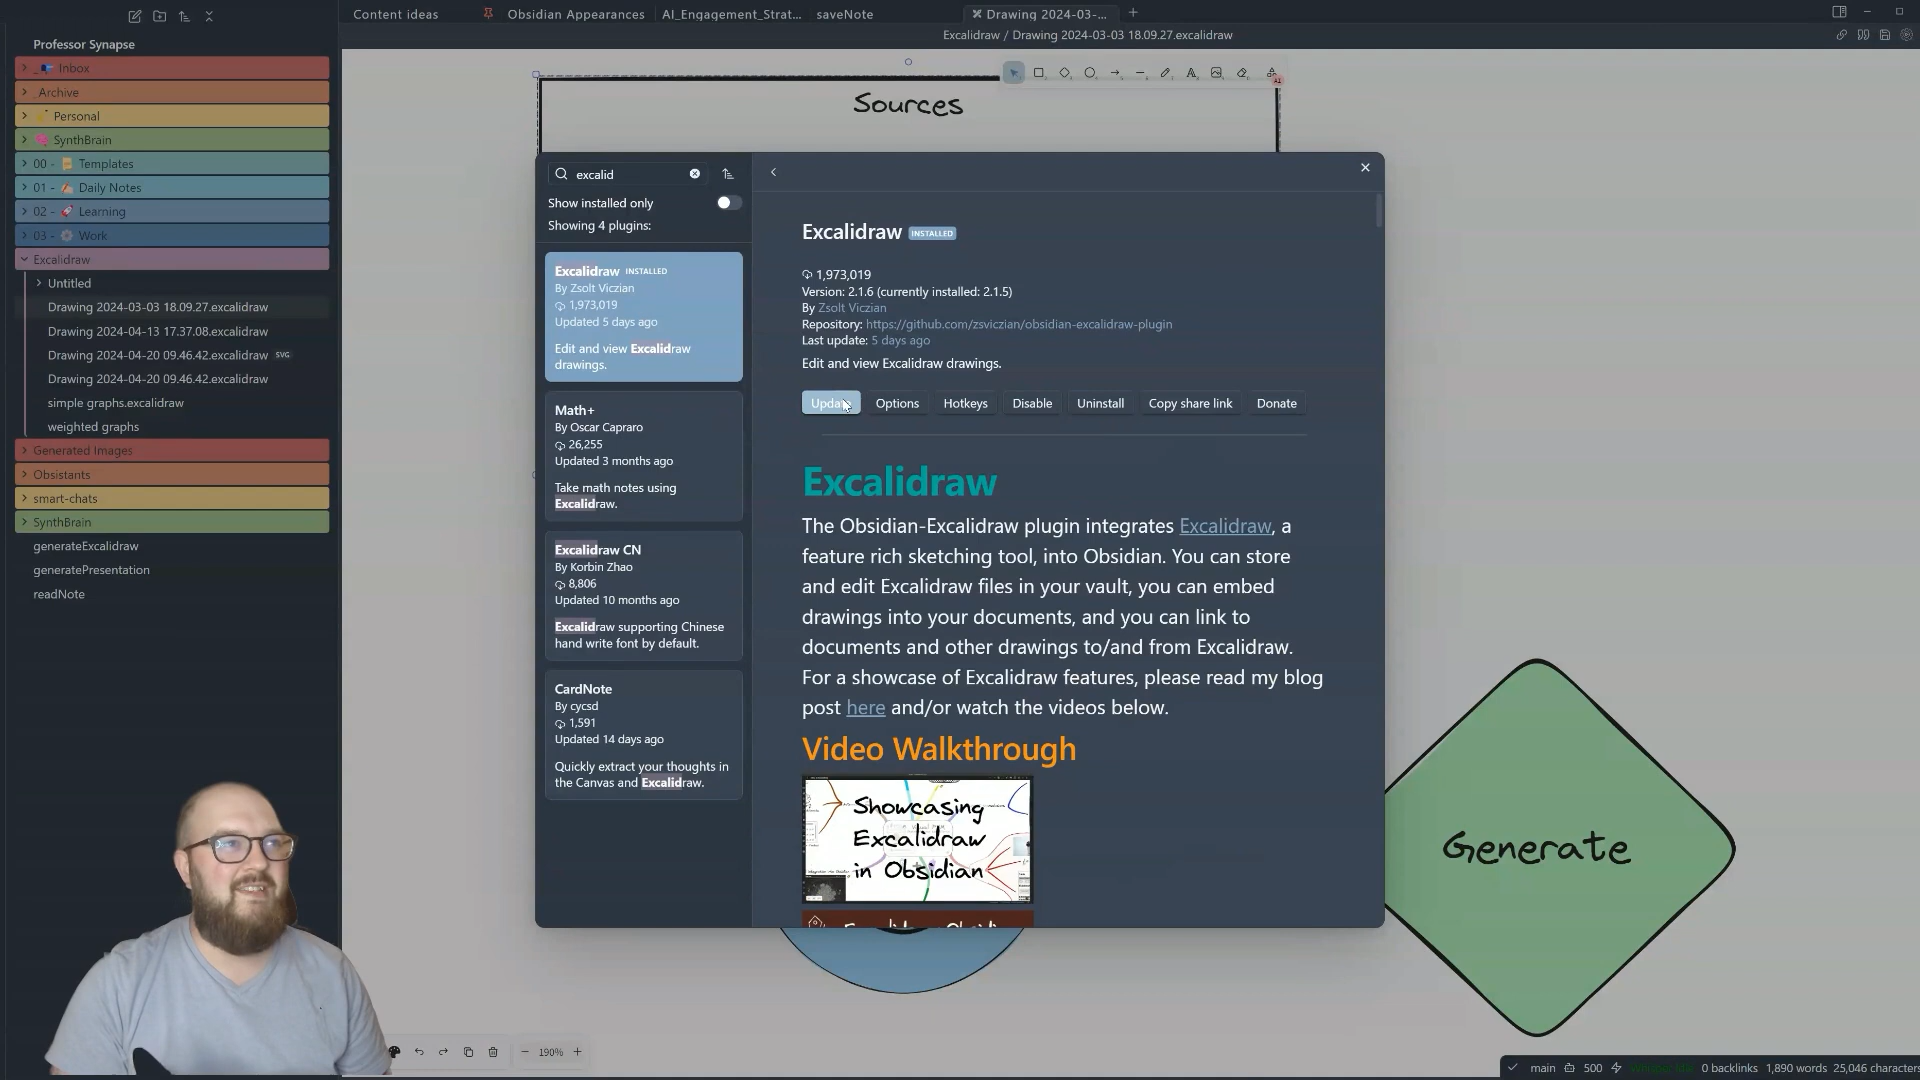 Content ideas
Obsidian Appearances
AI_Engagement_Strat...
saveNote
Drawing 2024-03-...
Excalidraw / Drawing 2024-03-03 18.09.27.excalidraw
Professor Synapse
_📬 Inbox
_Archive
Personal
🧠 SynthBrain
00 - Templates
01 - Daily Notes
02 - 🚀 Learning
03 - ⚙️ Work
Excalidraw
Untitled
Drawing 2024-03-03 18.09.27.excalidraw
Drawing 2024-04-13 17.37.08.excalidraw
Drawing 2024-04-20 09.46.42.excalidraw SVG
Drawing 2024-04-20 09.46.42.excalidraw
simple graphs.excalidraw
weighted graphs
Generated Images
Obsistants
smart-chats
SynthBrain
generateExcalidraw
generatePresentation
readNote
Sources
excalid
Show installed only
Showing 4 plugins:
Excalidraw INSTALLED
By Zsolt Viczian
1,973,019
Updated 5 days ago
Edit and view Excalidraw
drawings.
Math+
By Oscar Capraro
26,255
Updated 3 months ago
Take math notes using
Excalidraw.
Excalidraw CN
By Korbin Zhao
8,806
Updated 10 months ago
Excalidraw supporting Chinese
hand write font by default.
CardNote
By cycsd
1,591
Updated 14 days ago
Quickly extract your thoughts in
the Canvas and Excalidraw.
Excalidraw INSTALLED
1,973,019
Version: 2.1.6 (currently installed: 2.1.5)
By Zsolt Viczian
Repository: https://github.com/zsviczian/obsidian-excalidraw-plugin
Last update: 5 days ago
Edit and view Excalidraw drawings.
Update Options Hotkeys Disable Uninstall Copy share link Donate
Excalidraw
The Obsidian-Excalidraw plugin integrates Excalidraw, a
feature rich sketching tool, into Obsidian. You can store
and edit Excalidraw files in your vault, you can embed
drawings into your documents, and you can link to
documents and other drawings to/and from Excalidraw.
For a showcase of Excalidraw features, please read my blog
post here and/or watch the videos below.
Video Walkthrough
Showcasing
Excalidraw
in Obsidian
Generate
190%
main 500 0 backlinks 1,890 words 25,046 characters